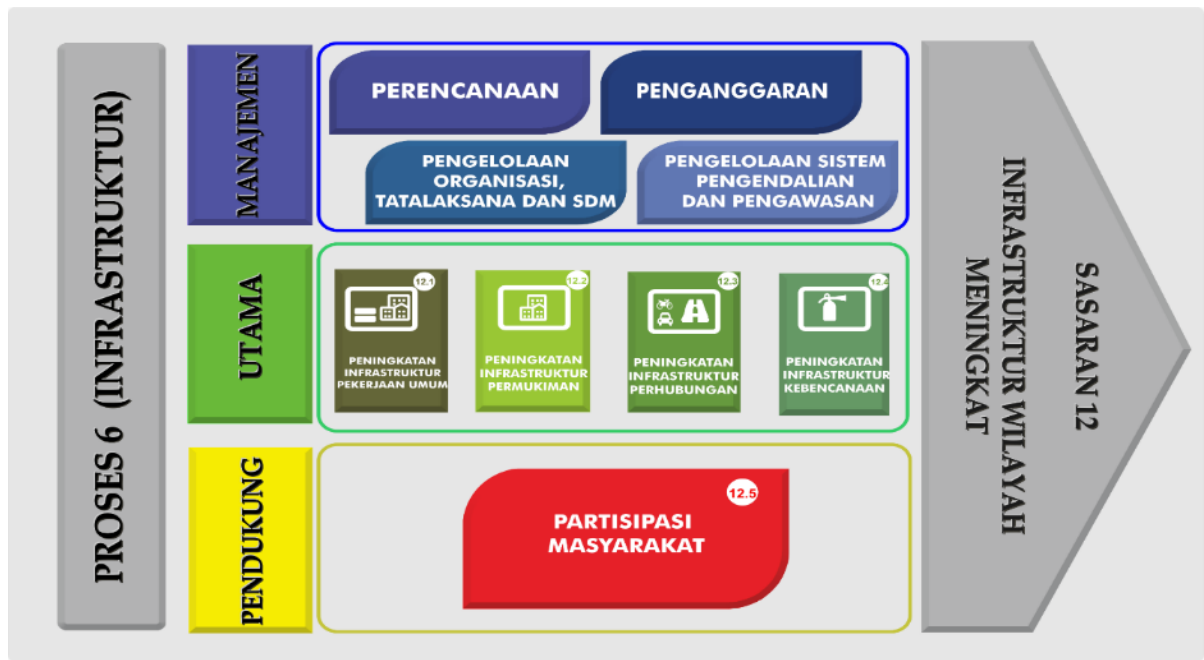 PROSES 6 (INFRASTRUKTUR)
MANAJEMEN
PERENCANAAN
PENGANGGARAN
PENGELOLAAN
ORGANISASI,
TATALAKSANA DAN SDM
PENGELOLAAN SISTEM
PENGENDALIAN
DAN PENGAWASAN
UTAMA
12.1
PENINGKATAN
INFRASTRUKTUR
PEKERJAAN UMUM
12.2
PENINGKATAN
INFRASTRUKTUR
PERMUKIMAN
12.3
PENINGKATAN
INFRASTRUKTUR
PERHUBUNGAN
12.4
PENINGKATAN
INFRASTRUKTUR
KEBENCANAAN
PENDUKUNG
12.5
PARTISIPASI
MASYARAKAT
SASARAN 12
INFRASTRUKTUR WILAYAH
MENINGKAT